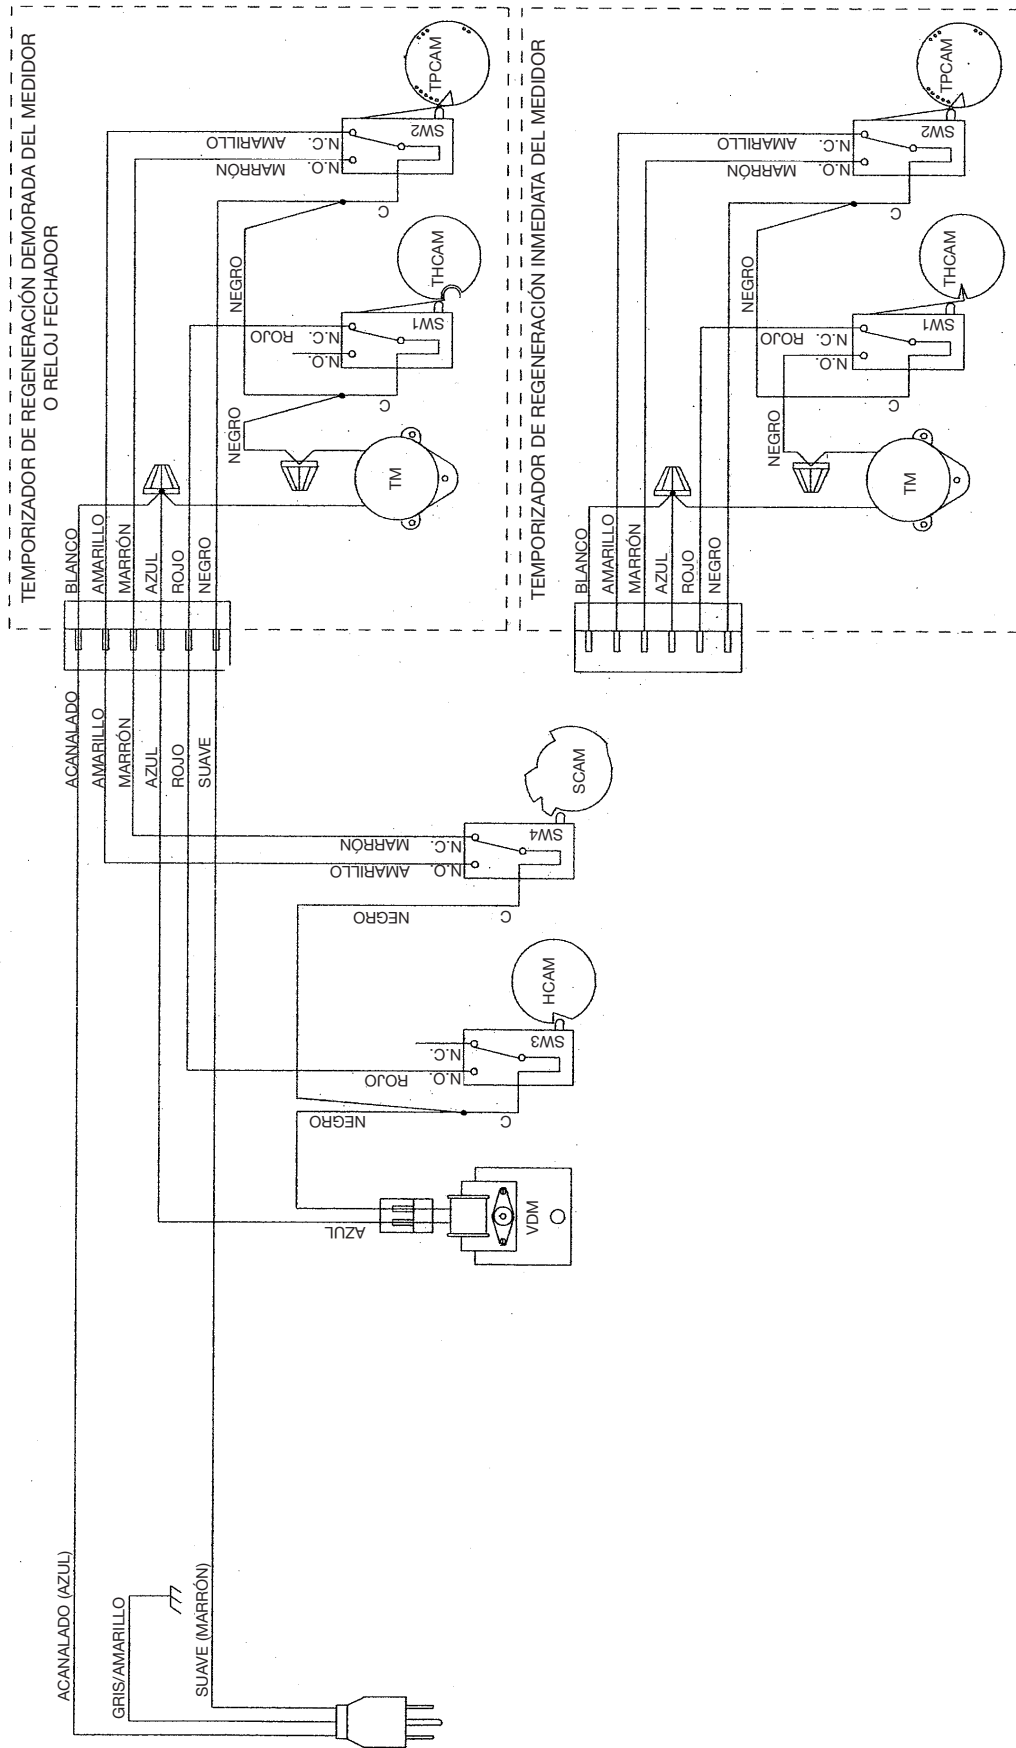 TEMPORIZADOR DE REGENERACIÓN DEMORADA DEL MEDIDOR
O RELOJ FECHADOR
BLANCO
AMARILLO
MARRÓN
AZUL
ROJO
NEGRO
NEGRO
NEGRO
TM
C
N.O.
N.C.
ROJO
SW1
THCAM
C
N.O.
N.C.
MARRÓN
AMARILLO
SW2
TPCAM
TEMPORIZADOR DE REGENERACIÓN INMEDIATA DEL MEDIDOR
BLANCO
AMARILLO
MARRÓN
AZUL
ROJO
NEGRO
NEGRO
NEGRO
TM
C
N.O.
N.C.
ROJO
SW1
THCAM
C
N.O.
N.C.
MARRÓN
AMARILLO
SW2
TPCAM
ACANALADO
AMARILLO
MARRÓN
AZUL
ROJO
SUAVE
MARRÓN
AMARILLO
N.C.
N.O.
SW4
SCAM
C
NEGRO
HCAM
SW3
N.C.
N.O.
ROJO
C
NEGRO
AZUL
VDM
ACANALADO (AZUL)
GRIS/AMARILLO
SUAVE (MARRÓN)